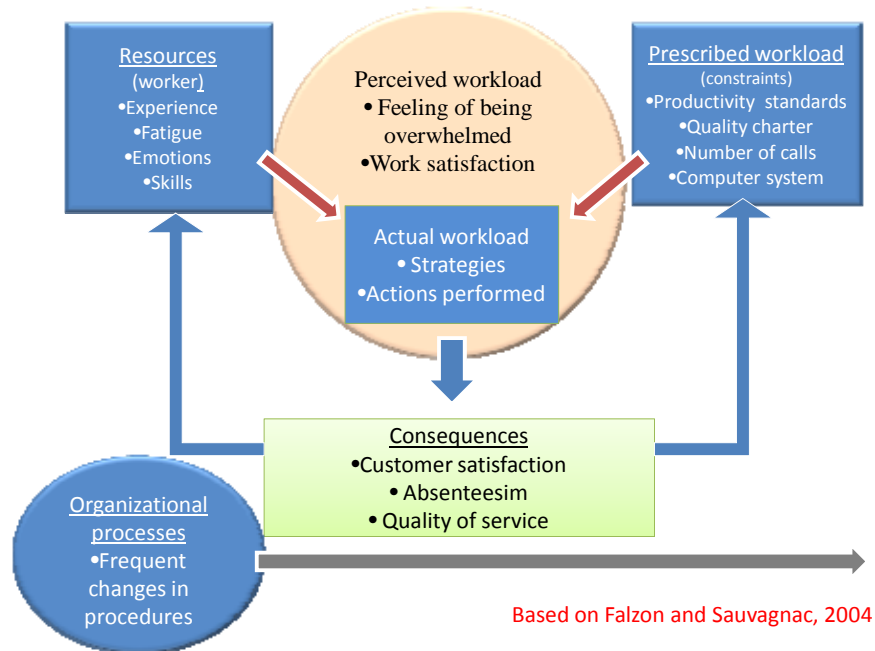 Resources
(worker)
•Experience
•Fatigue
•Emotions
•Skills
Perceived workload
• Feeling of being
overwhelmed
•Work satisfaction
Prescribed workload
(constraints)
•Productivity standards
•Quality charter
•Number of calls
•Computer system
Actual workload
• Strategies
•Actions performed
Consequences
•Customer satisfaction
• Absenteesim
• Quality of service
Organizational
processes
•Frequent
changes in
procedures
Based on Falzon and Sauvagnac, 2004